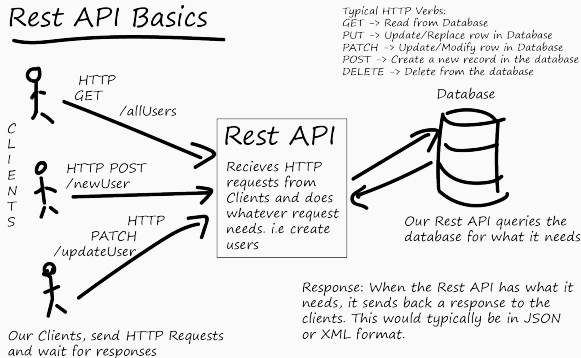 Rest API Basics
Typical HTTP Verbs:
GET -> Read from Database
PUT -> Update/Replace row in Database
PATCH -> Update/Modify row in Database
POST -> Create a new record in the database
DELETE -> Delete from the database
CLIENTS
HTTP
GET
/allUsers
HTTP POST
/newUser
HTTP
PATCH
/updateUser
Rest API
Recieves HTTP
requests from
Clients and does
whatever request
needs. i.e create
users
Database
Our Rest API queries the
database for what it needs
Response: When the Rest API has what it
needs, it sends back a response to the
clients. This would typically be in JSON
or XML format.
Our Clients, send HTTP Requests
and wait for responses